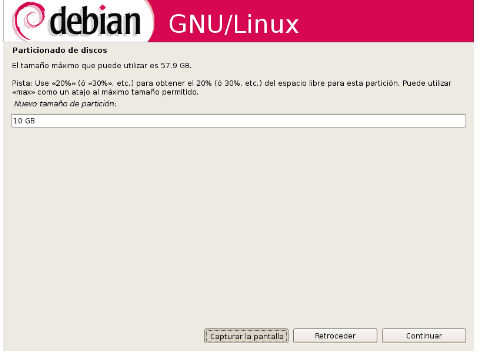 debian GNU/Linux
Particionado de discos
El tamaño máximo que puede utilizar es 57.9 GB.
Pista: Use «20%» (ó «30%», etc.) para obtener el 20% (ó 30%, etc.) del espacio libre para esta partición. Puede utilizar
«max» como un atajo al máximo tamaño permitido.
Nuevo tamaño de partición:
10 GB
Capturar la pantalla Retroceder Continuar